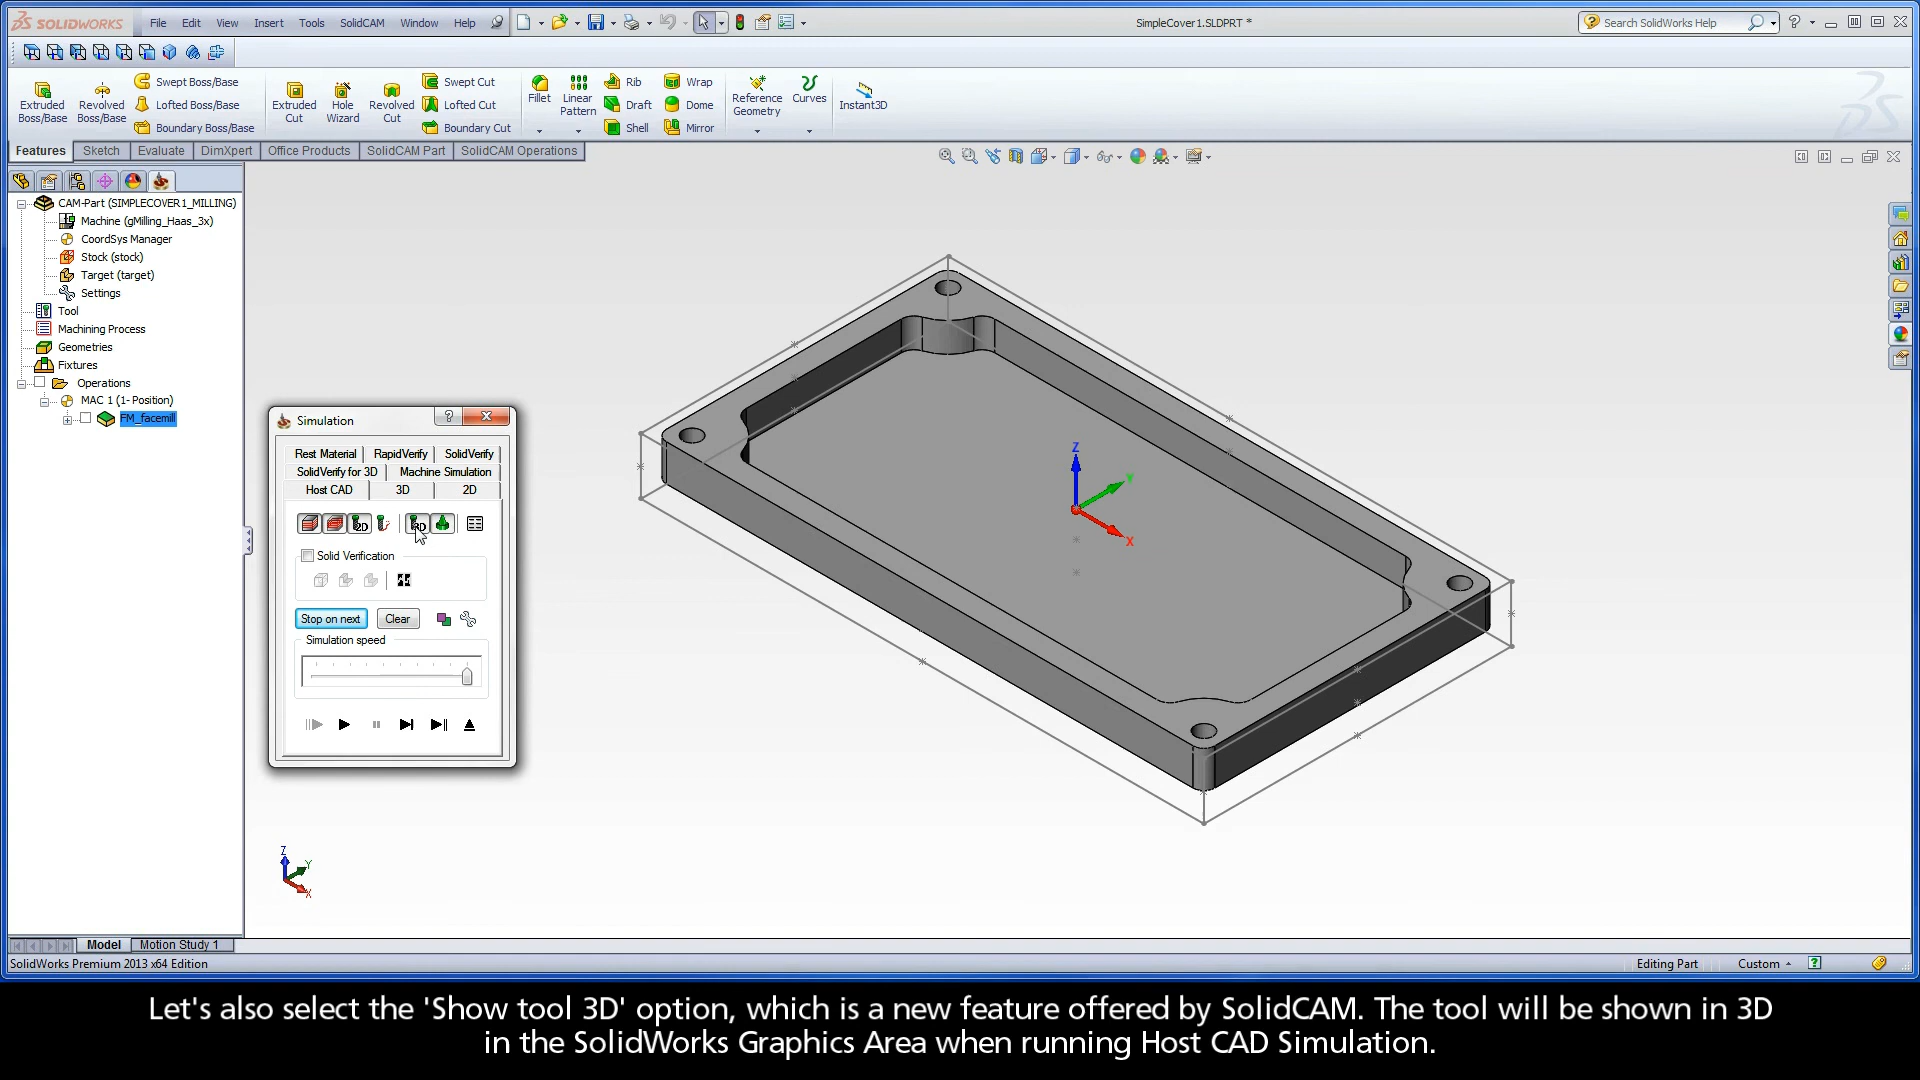 SOLIDWORKS File Edit View Insert Tools SolidCAM Window Help SimpleCover1.SLDPRT * Search SolidWorks Help
Extruded Boss/Base
Revolved Boss/Base
Swept Boss/Base
Lofted Boss/Base
Boundary Boss/Base
Extruded Cut
Hole Wizard
Revolved Cut
Swept Cut
Lofted Cut
Boundary Cut
Fillet
Linear Pattern
Rib
Draft
Shell
Wrap
Dome
Mirror
Reference Geometry
Curves
Instant3D
Features Sketch Evaluate DimXpert Office Products SolidCAM Part SolidCAM Operations
CAM-Part (SIMPLECOVER1_MILLING)
Machine (gMilling_Haas_3x)
CoordSys Manager
Stock (stock)
Target (target)
Settings
Tool
Machining Process
Geometries
Fixtures
Operations
MAC 1 (1- Position)
FM_facemill
Simulation
Rest Material RapidVerify SolidVerify
SolidVerify for 3D Machine Simulation
Host CAD 3D 2D
2D 3D
Solid Verification
Stop on next Clear
Simulation speed
Z
Y
X
Z
Y
X
Model Motion Study 1
SolidWorks Premium 2013 x64 Edition Editing Part Custom
Let's also select the 'Show tool 3D' option, which is a new feature offered by SolidCAM. The tool will be shown in 3D
in the SolidWorks Graphics Area when running Host CAD Simulation.